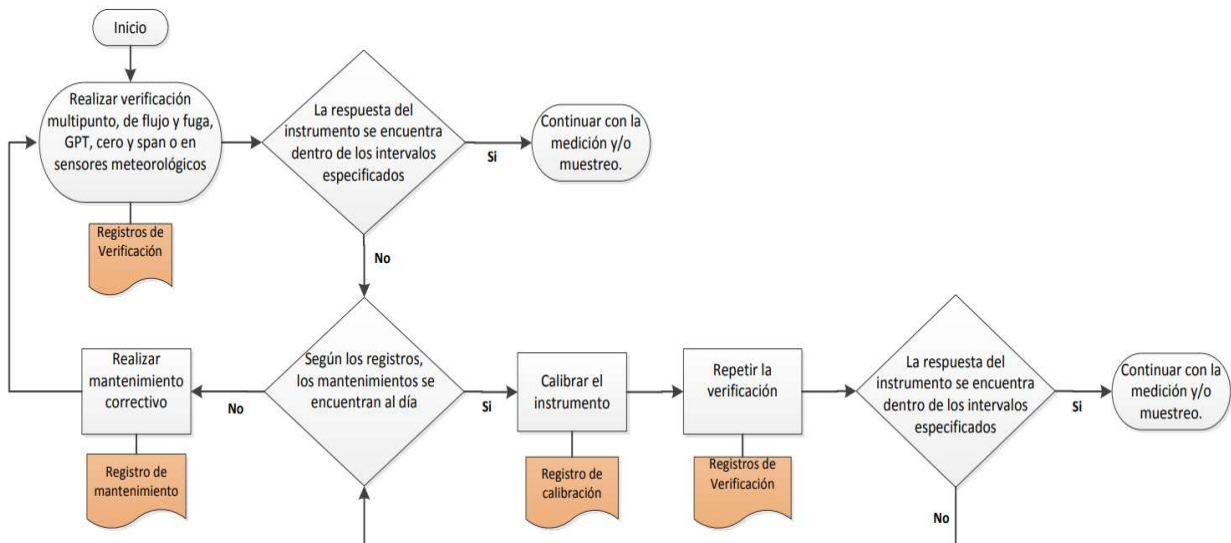 Inicio
Realizar verificación
multipunto, de flujo y fuga,
GPT, cero y span o en
sensores meteorológicos
Registros de
Verificación
La respuesta del
instrumento se encuentra
dentro de los intervalos
especificados
Si
Continuar con la
medición y/o
muestreo.
No
Según los registros,
los mantenimientos se
encuentran al día
No
Realizar
mantenimiento
correctivo
Registro de
mantenimiento
Si
Calibrar el
instrumento
Registro de
calibración
Repetir la
verificación
Registros de
Verificación
La respuesta del
instrumento se encuentra
dentro de los intervalos
especificados
Si
Continuar con la
medición y/o
muestreo.
No